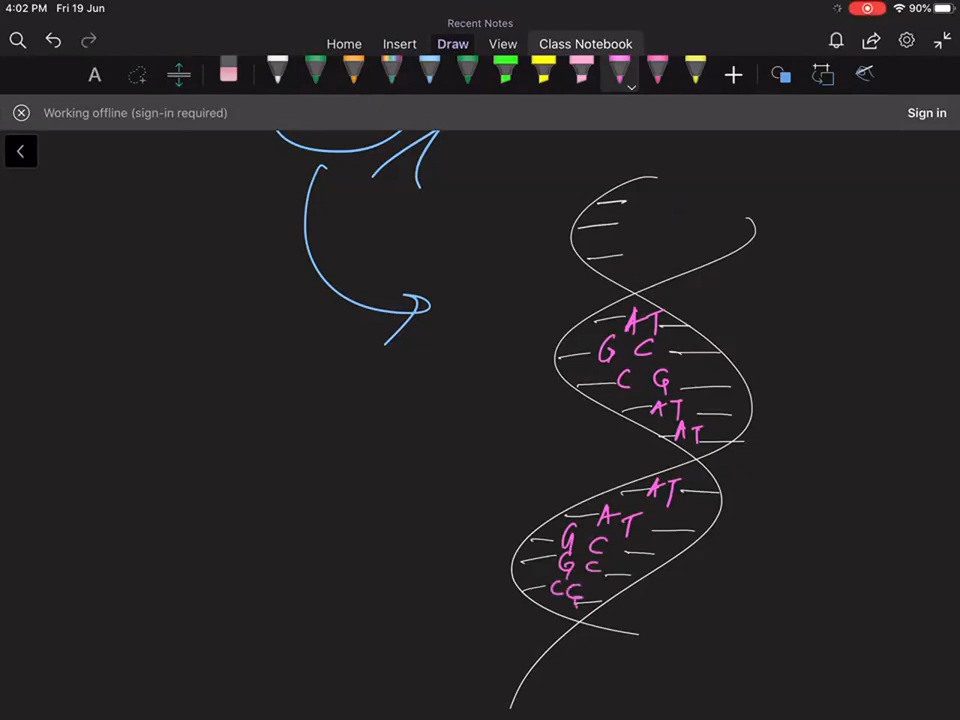 4:02 PM Fri 19 Jun
90%
Recent Notes
Home Insert Draw View Class Notebook
A
Working offline (sign-in required)
Sign in
A T
G C
C G
A T
A T
A T
A T
G C
G C
C G